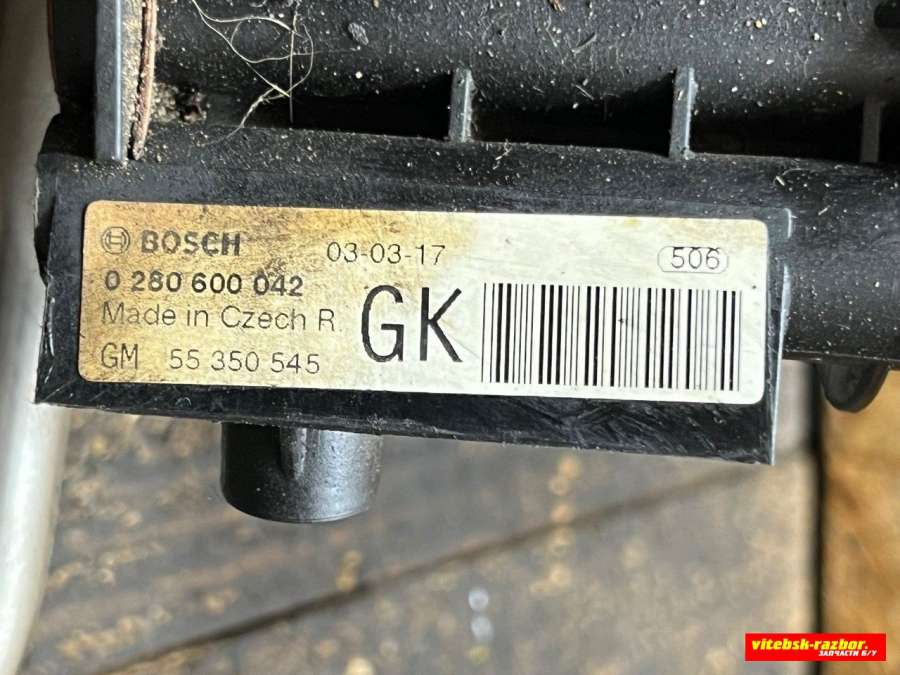 BOSCH 03-03-17 506
0 280 600 042
Made in Czech R.
GK
GM 55 350 545
vitebsk-razbor.
ЗАПЧАСТИ Б/У